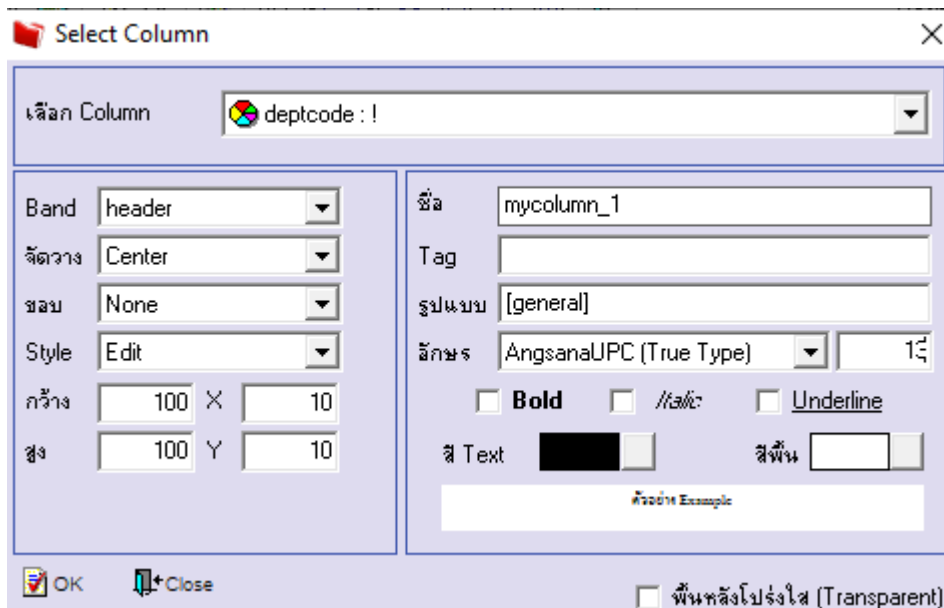 Select Column
เลือก Column deptcode : !
Band header
จัดวาง Center
ขอบ None
Style Edit
กว้าง 100 X 10
สูง 100 Y 10
ชื่อ mycolumn_1
Tag
รูปแบบ [general]
อักษร AngsanaUPC (True Type)
Bold Italic Underline
สี Text สีพื้น
ตัวอย่าง Example
OK Close
พื้นหลังโปร่งใส (Transparent)